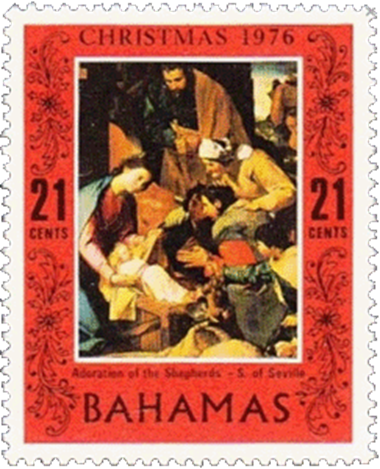 CHRISTMAS 1976
21 CENTS
21 CENTS
Adoration of the Shepherds - S. of Seville
BAHAMAS